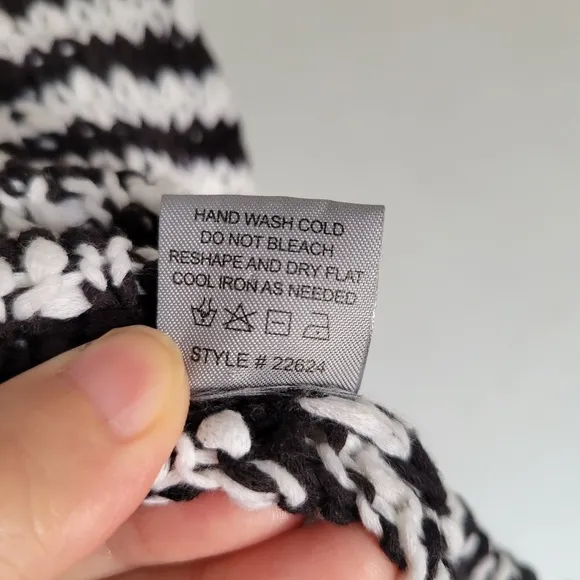 HAND WASH COLD
DO NOT BLEACH
RESHAPE AND DRY FLAT
COOL IRON AS NEEDED
STYLE # 22624